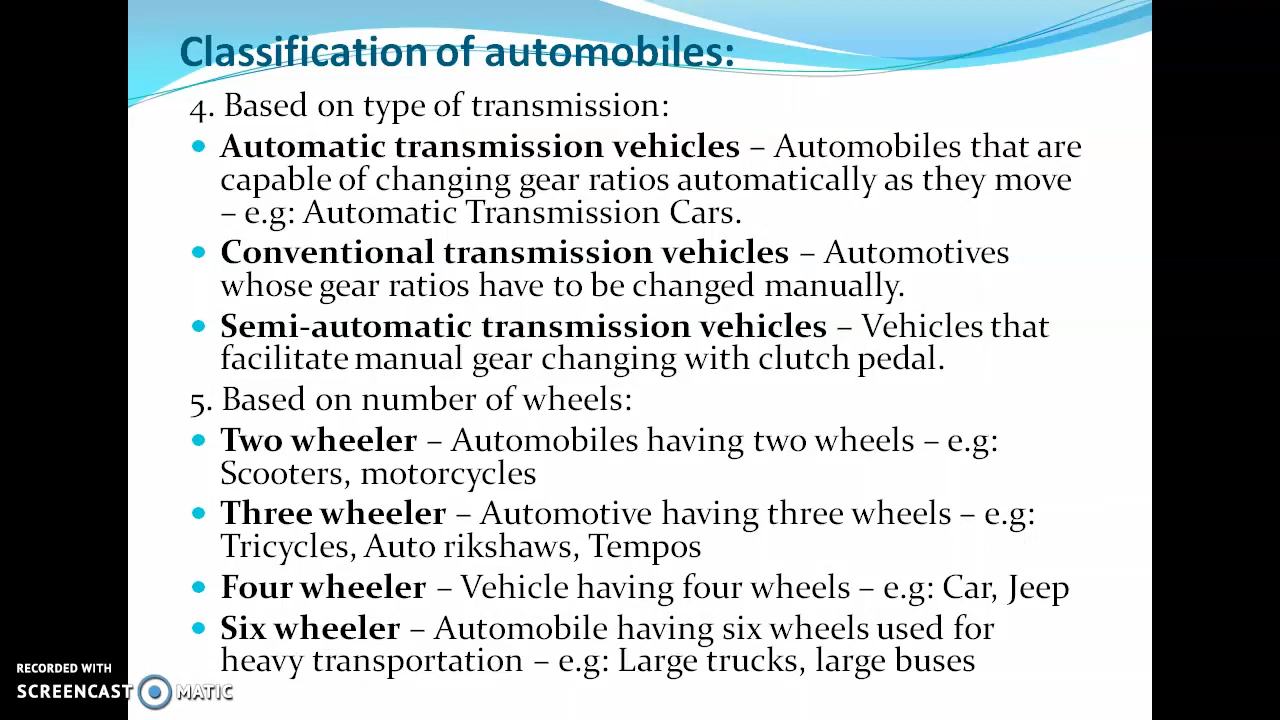 Classification of automobiles:
4. Based on type of transmission:
Automatic transmission vehicles – Automobiles that are
capable of changing gear ratios automatically as they move
– e.g: Automatic Transmission Cars.
Conventional transmission vehicles – Automotives
whose gear ratios have to be changed manually.
Semi-automatic transmission vehicles – Vehicles that
facilitate manual gear changing with clutch pedal.
5. Based on number of wheels:
Two wheeler – Automobiles having two wheels – e.g:
Scooters, motorcycles
Three wheeler – Automotive having three wheels – e.g:
Tricycles, Auto rikshaws, Tempos
Four wheeler – Vehicle having four wheels – e.g: Car, Jeep
Six wheeler – Automobile having six wheels used for
heavy transportation – e.g: Large trucks, large buses
RECORDED WITH
SCREENCAST MATIC